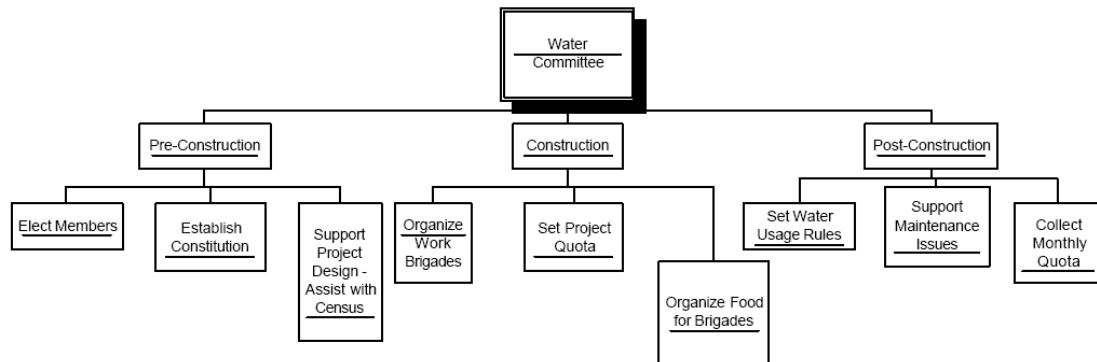 Water
Committee
Pre-Construction
Construction
Post-Construction
Elect Members
Establish
Constitution
Support
Project
Design -
Assist with
Census
Organize
Work
Brigades
Set Project
Quota
Organize Food
for Brigades
Set Water
Usage Rules
Support
Maintenance
Issues
Collect
Monthly
Quota